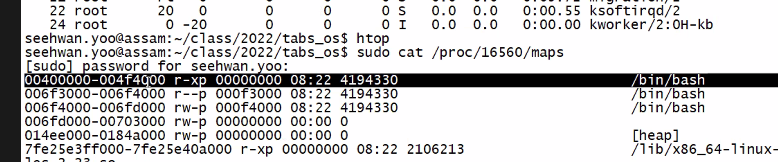 22 root 20 0 0 0 0 S 0.0 0.0 0:00.55 ksoftirqd/2
24 root 0 -20 0 0 0 I 0.0 0.0 0:00.00 kworker/2:0H-kb
seehwan.yoo@assam:~/class/2022/tabs_os$ htop
seehwan.yoo@assam:~/class/2022/tabs_os$ sudo cat /proc/16560/maps
[sudo] password for seehwan.yoo:
00400000-004f4000 r-xp 00000000 08:22 4194330 /bin/bash
006f3000-006f4000 r--p 000f3000 08:22 4194330 /bin/bash
006f4000-006fd000 rw-p 000f4000 08:22 4194330 /bin/bash
006fd000-00703000 rw-p 00000000 00:00 0
014ee000-0184a000 rw-p 00000000 00:00 0 [heap]
7fe25e3ff000-7fe25e40a000 r-xp 00000000 08:22 2106213 /lib/x86_64-linux-